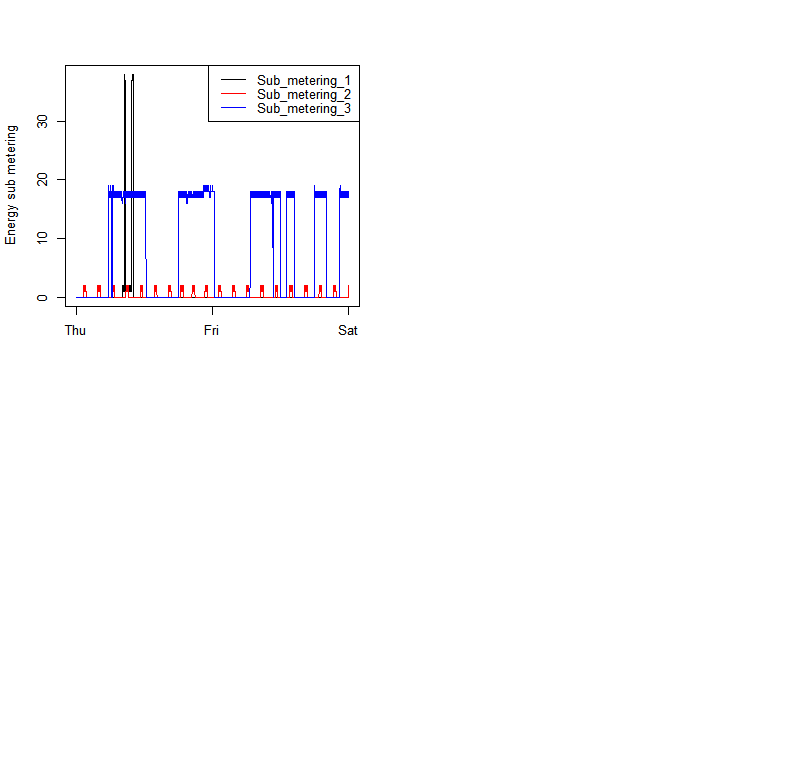 Sub_metering_1
Sub_metering_2
Sub_metering_3
Energy sub metering
30
20
10
0
Thu Fri Sat